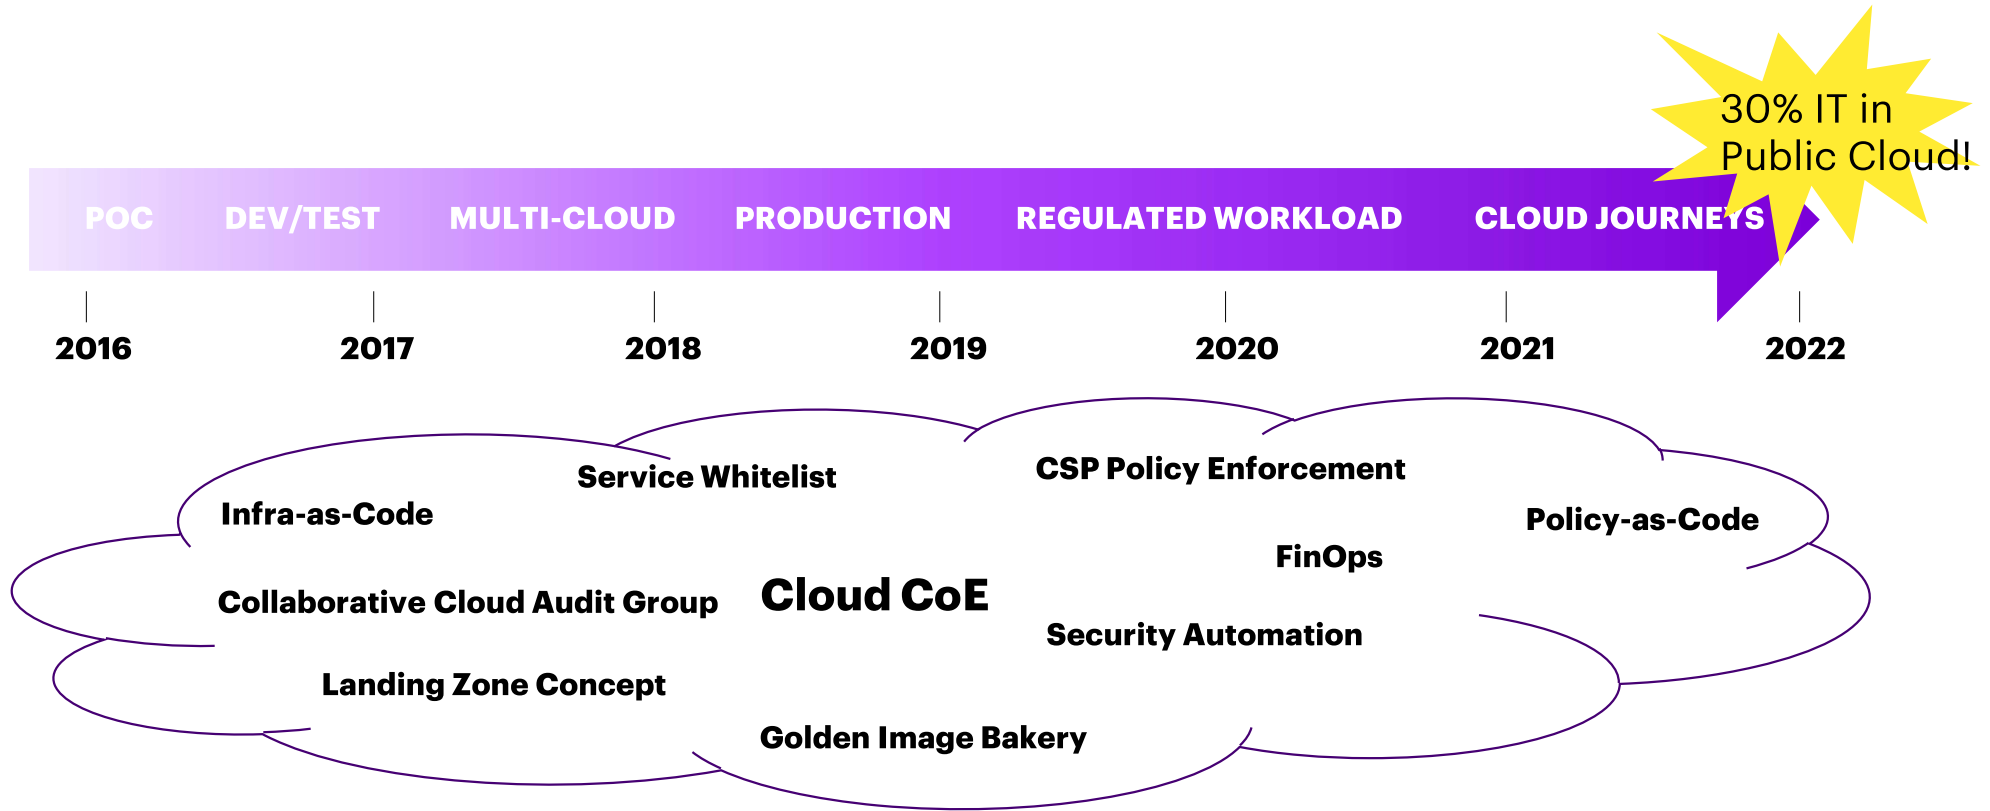 30% IT in
Public Cloud!
POC DEV/TEST MULTI-CLOUD PRODUCTION REGULATED WORKLOAD CLOUD JOURNEYS
2016 2017 2018 2019 2020 2021 2022
Service Whitelist
CSP Policy Enforcement
Infra-as-Code
Policy-as-Code
FinOps
Collaborative Cloud Audit Group
Cloud CoE
Security Automation
Landing Zone Concept
Golden Image Bakery